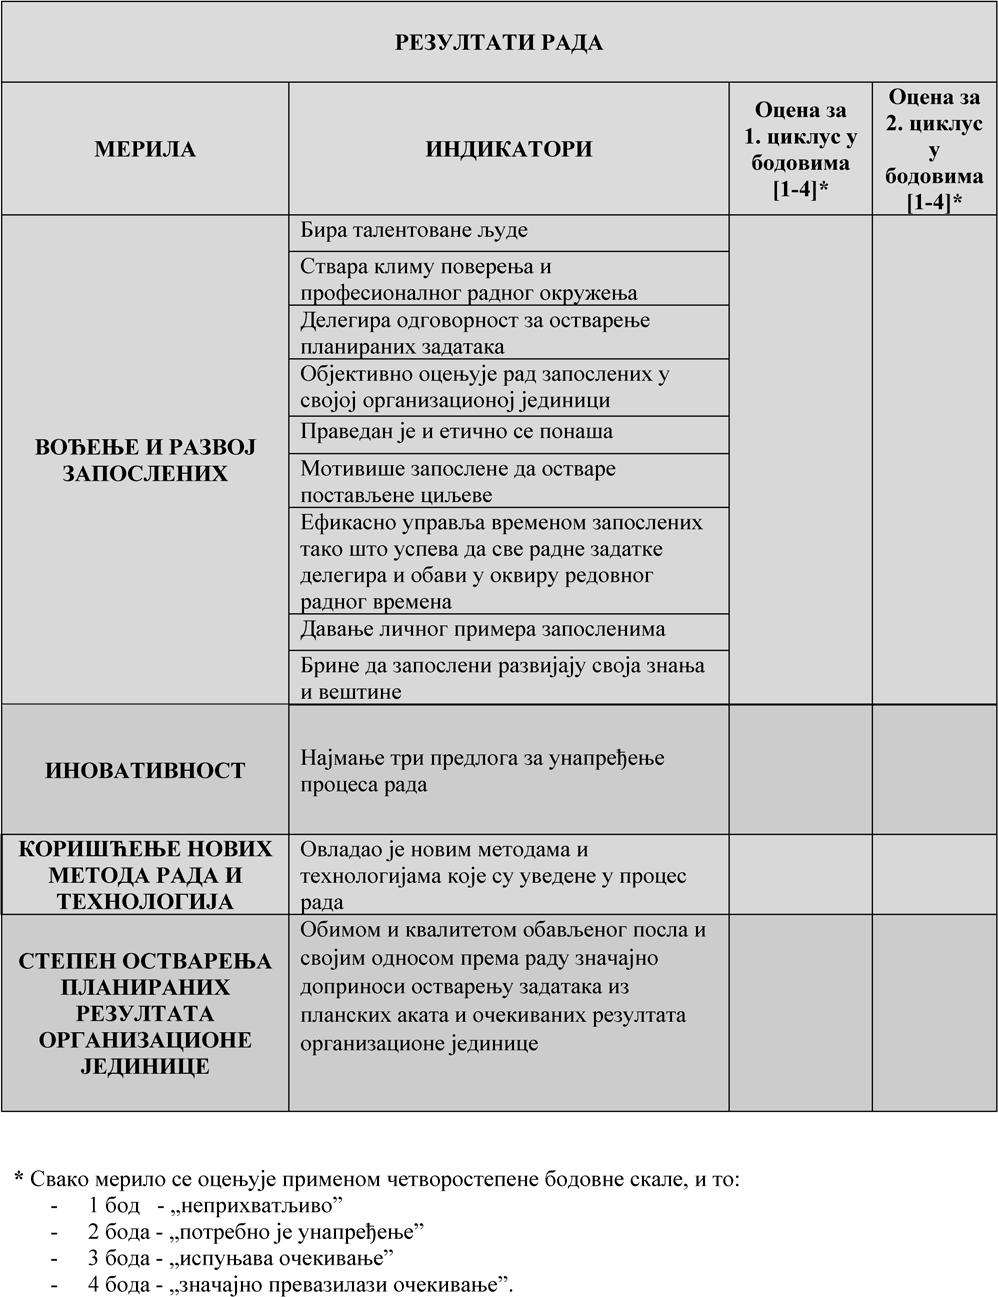 РЕЗУЛТАТИ РАДА
МЕРИЛА
ИНДИКАТОРИ
Оцена за
1. циклус у
бодовима
[1-4]*
Оцена за
2. циклус
у
бодовима
[1-4]*
ВОЂЕЊЕ И РАЗВОЈ
ЗАПОСЛЕНИХ
Бира талентоване људе
Ствара климу поверења и
професионалног радног окружења
Делегира одговорност за остварење
планираних задатака
Објективно оцењује рад запослених у
својој организационој јединици
Праведан је и етично се понаша
Мотивише запослене да остваре
постављене циљеве
Ефикасно управља временом запослених
тако што успева да све радне задатке
делегира и обави у оквиру редовног
радног времена
Давање личног примера запосленима
Брине да запослени развијају своја знања
и вештине
ИНОВАТИВНОСТ
Најмање три предлога за унапређење
процеса рада
КОРИШЋЕЊЕ НОВИХ
МЕТОДА РАДА И
ТЕХНОЛОГИЈА
Овладао је новим методама и
технологијама које су уведене у процес
рада
СТЕПЕН ОСТВАРЕЊА
ПЛАНИРАНИХ
РЕЗУЛТАТА
ОРГАНИЗАЦИОНЕ
ЈЕДИНИЦЕ
Обимом и квалитетом обављеног посла и
својим односом према раду значајно
доприноси остварењу задатака из
планских аката и очекиваних резултата
организационе јединице
* Свако мерило се оцењује применом четворостепене бодовне скале, и то:
- 1 бод - „неприхватљиво”
- 2 бода - „потребно је унапређење”
- 3 бода - „испуњава очекивање”
- 4 бода - „значајно превазилази очекивање”.